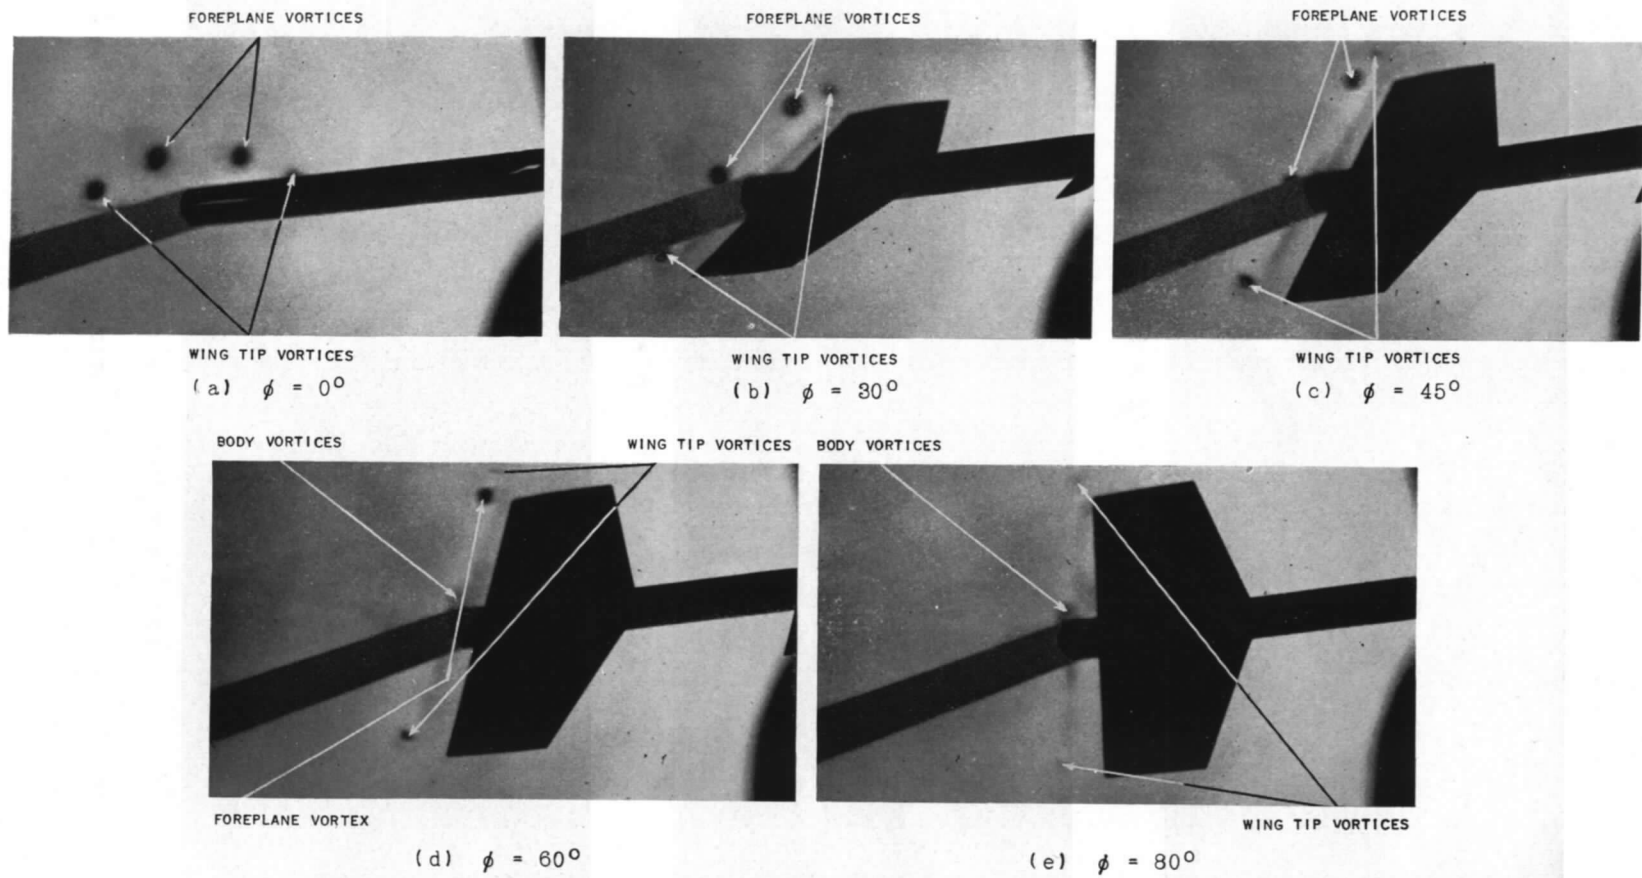 FOREPLANE VORTICES
FOREPLANE VORTICES
FOREPLANE VORTICES
WING TIP VORTICES
WING TIP VORTICES
WING TIP VORTICES
(a) ϕ = 0°
(b) ϕ = 30°
(c) ϕ = 45°
BODY VORTICES
WING TIP VORTICES
BODY VORTICES
FOREPLANE VORTEX
WING TIP VORTICES
(d) ϕ = 60°
(e) ϕ = 80°